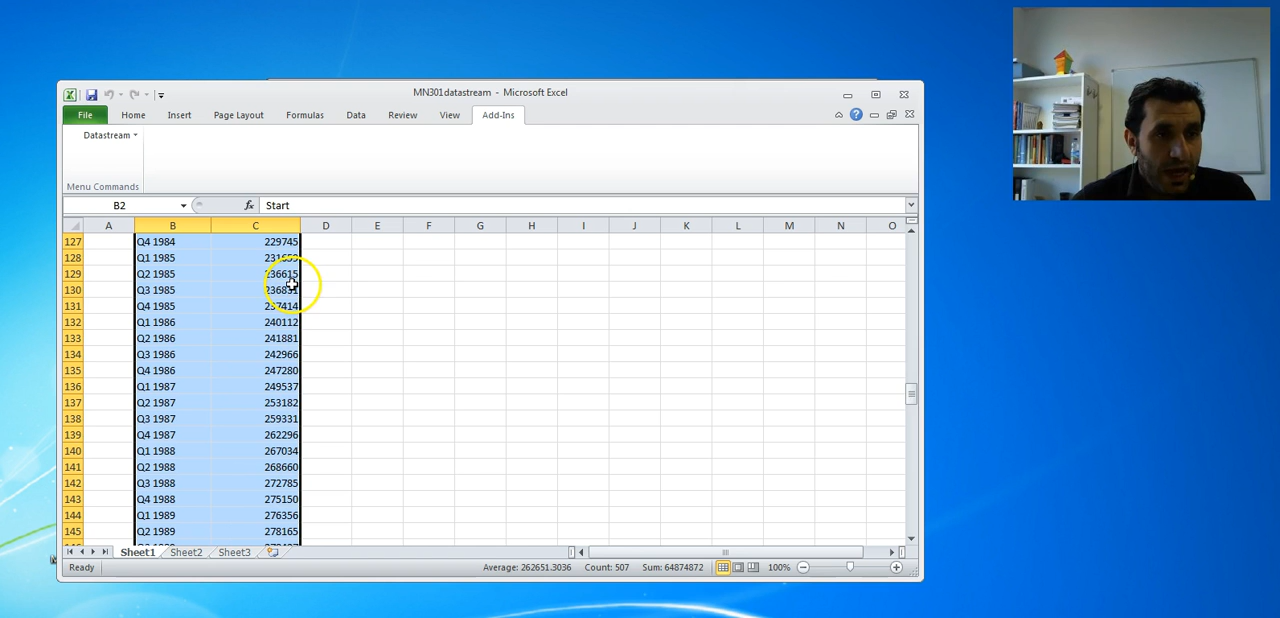 MN301datastream - Microsoft Excel
File Home Insert Page Layout Formulas Data Review View Add-Ins
Datastream
Menu Commands
B2 fx Start
A B C D E F G H I J K L M N O
127 Q4 1984 229745
128 Q1 1985 231659
129 Q2 1985 236615
130 Q3 1985 236831
131 Q4 1985 237414
132 Q1 1986 240112
133 Q2 1986 241881
134 Q3 1986 242966
135 Q4 1986 247280
136 Q1 1987 249537
137 Q2 1987 253182
138 Q3 1987 259331
139 Q4 1987 262296
140 Q1 1988 267034
141 Q2 1988 268660
142 Q3 1988 272785
143 Q4 1988 275150
144 Q1 1989 276356
145 Q2 1989 278165
Sheet1 Sheet2 Sheet3
Ready Average: 262651.3036 Count: 507 Sum: 64874872 100%